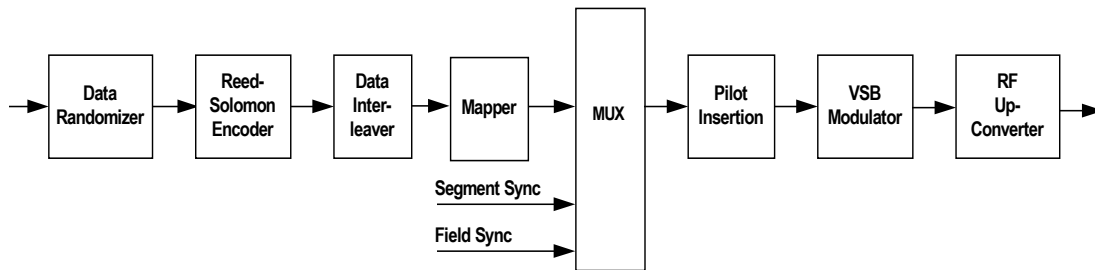 Data
Randomizer
Reed-
Solomon
Encoder
Data
Inter-
leaver
Mapper
Segment Sync
Field Sync
MUX
Pilot
Insertion
VSB
Modulator
RF
Up-
Converter